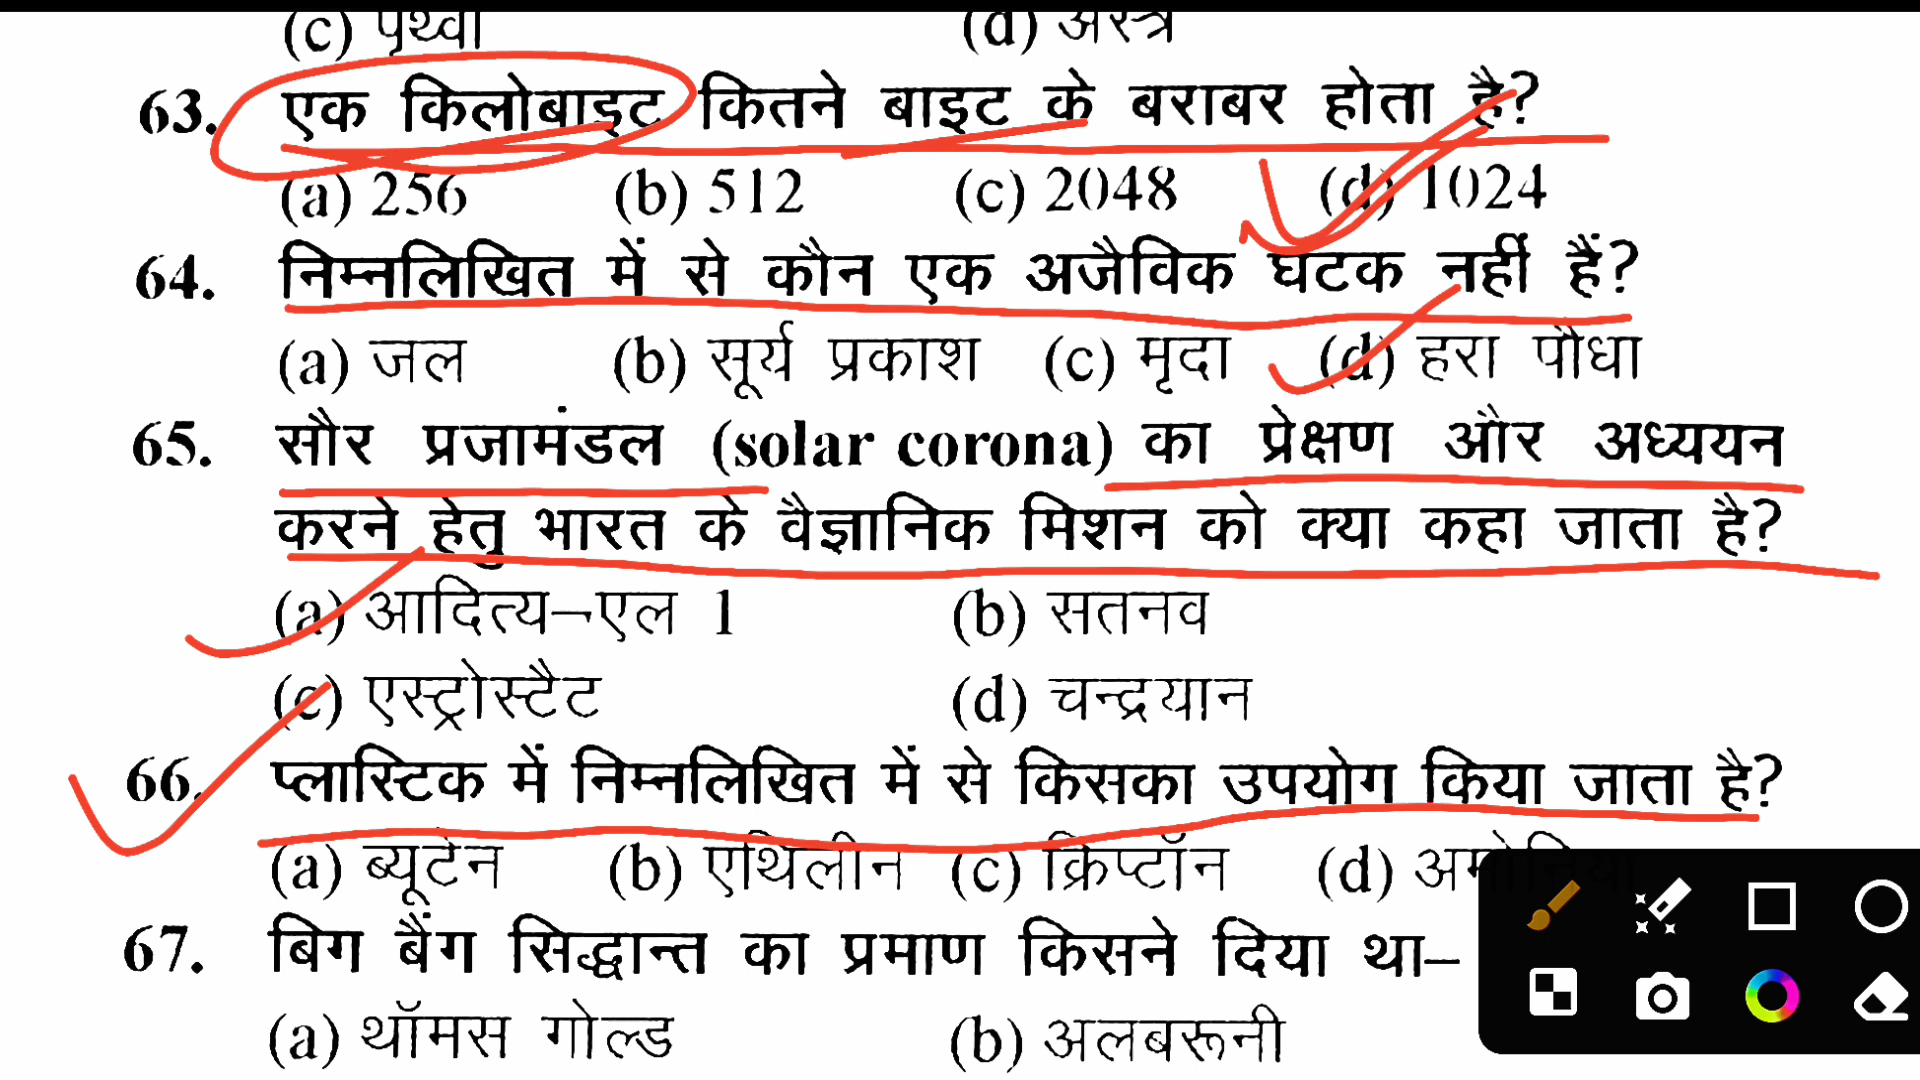 (c) पृथ्वी (d) अस्त्र
63. एक किलोबाइट कितने बाइट के बराबर होता है?
(a) 256 (b) 512 (c) 2048 (d) 1024
64. निम्नलिखित में से कौन एक अजैविक घटक नहीं हैं?
(a) जल (b) सूर्य प्रकाश (c) मृदा (d) हरा पौधा
65. सौर प्रजामंडल (solar corona) का प्रेक्षण और अध्ययन
करने हेतु भारत के वैज्ञानिक मिशन को क्या कहा जाता है?
(a) आदित्य–एल 1 (b) सतनव
(c) एस्ट्रोस्टैट (d) चन्द्रयान
66. प्लास्टिक में निम्नलिखित में से किसका उपयोग किया जाता है?
(a) ब्यूटेन (b) एथिलीन (c) क्रिप्टॉन (d) अमोनिया
67. बिग बैंग सिद्धान्त का प्रमाण किसने दिया था–
(a) थॉमस गोल्ड (b) अलबरूनी